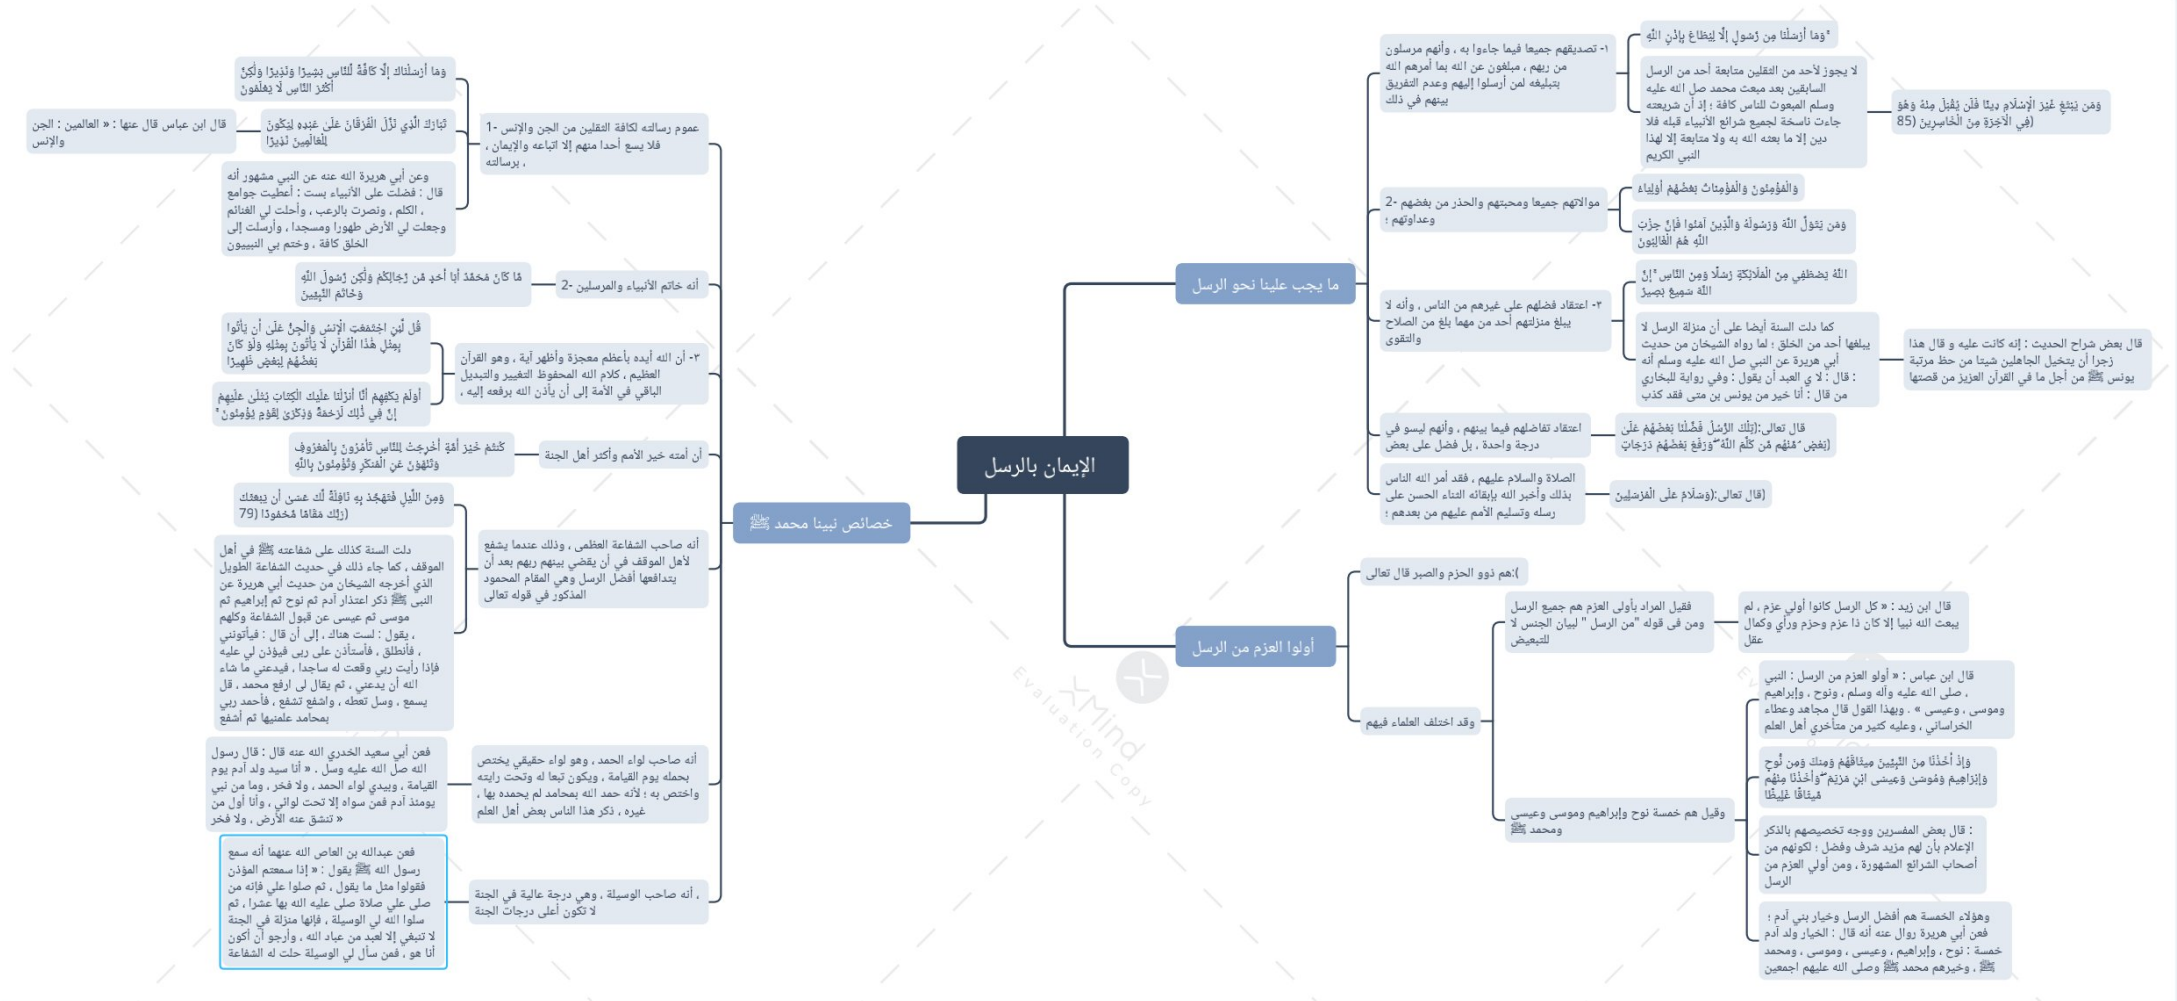 الإيمان بالرسل
ما يجب علينا نحو الرسل
١- تصديقهم جميعا فيما جاءوا به ، وأنهم مرسلون
من ربهم ، مبلغون عن الله بما أمرهم الله
بتبليغه لمن أرسلوا إليهم وعدم التفريق
بينهم في ذلك
وَمَا أَرْسَلْنَا مِن رَّسُولٍ إِلَّا لِيُطَاعَ بِإِذْنِ اللَّهِ ۚ
لا يجوز لأحد من الثقلين متابعة أحد من الرسل
السابقين بعد مبعث محمد صل الله عليه
وسلم المبعوث للناس كافة ؛ إذ أن شريعته
جاءت ناسخة لجميع شرائع الأنبياء قبله فلا
دين إلا ما بعثه الله به ولا متابعة إلا لهذا
النبي الكريم
وَمَن يَبْتَغِ غَيْرَ الْإِسْلَامِ دِينًا فَلَن يُقْبَلَ مِنْهُ وَهُوَ
فِي الْآخِرَةِ مِنَ الْخَاسِرِينَ (85)
2- موالاتهم جميعا ومحبتهم والحذر من بغضهم
وعداوتهم ؛
وَالْمُؤْمِنُونَ وَالْمُؤْمِنَاتُ بَعْضُهُمْ أَوْلِيَاءُ
وَمَن يَتَوَلَّ اللَّهَ وَرَسُولَهُ وَالَّذِينَ آمَنُوا فَإِنَّ حِزْبَ
اللَّهِ هُمُ الْغَالِبُونَ
٣- اعتقاد فضلهم على غيرهم من الناس ، وأنه لا
يبلغ منزلتهم أحد من مهما بلغ من الصلاح
والتقوى
اللَّهُ يَصْطَفِي مِنَ الْمَلَائِكَةِ رُسُلًا وَمِنَ النَّاسِ ۚ إِنَّ
اللَّهَ سَمِيعٌ بَصِيرٌ
كما دلت السنة أيضا على أن منزلة الرسل لا
يبلغها أحد من الخلق ؛ لما رواه الشيخان من حديث
أبي هريرة عن النبي صل الله عليه وسلم أنه
قال : لا ي العبد أن يقول : وفي رواية للبخاري :
من قال : أنا خير من يونس بن متى فقد كذب
قال بعض شراح الحديث : إنه كانت عليه و قال هذا
زجرا أن يتخيل الجاهلين شيتا من حظ مرتبة
يونس ﷺ من أجل ما في القرآن العزيز من قصتها
اعتقاد تفاضلهم فيما بينهم ، وأنهم ليسو في
درجة واحدة ، بل فضل على بعض
قال تعالى:(تِلْكَ الرُّسُلُ فَضَّلْنَا بَعْضَهُمْ عَلَىٰ
بَعْضٍ ۘ مِّنْهُم مَّن كَلَّمَ اللَّهُ ۖ وَرَفَعَ بَعْضَهُمْ دَرَجَاتٍ)
الصلاة والسلام عليهم ، فقد أمر الله الناس
بذلك وأخبر الله بإبقائه الثناء الحسن على
رسله وتسليم الأمم عليهم من بعدهم ؛
قال تعالى:(وَسَلَامٌ عَلَى الْمُرْسَلِينَ)
أولوا العزم من الرسل
هم ذوو الحزم والصبر قال تعالى:(
وقد اختلف العلماء فيهم
فقيل المراد بأولى العزم هم جميع الرسل
ومن فى قوله "من الرسل " لبيان الجنس لا
للتبعيض
قال ابن زيد : « كل الرسل كانوا أولي عزم ، لم
يبعث الله نبيا إلا كان ذا عزم وحزم ورأي وكمال
عقل
وقيل هم خمسة نوح وإبراهيم وموسى وعيسى
ومحمد ﷺ
قال ابن عباس : « أولو العزم من الرسل : النبي
صلى الله عليه وآله وسلم ، ونوح ، وإبراهيم ،
وموسى ، وعيسى » . وبهذا القول قال مجاهد وعطاء
الخراساني ، وعليه كثير من متأخري أهل العلم
وَإِذْ أَخَذْنَا مِنَ النَّبِيِّينَ مِيثَاقَهُمْ وَمِنكَ وَمِن نُّوحٍ
وَإِبْرَاهِيمَ وَمُوسَىٰ وَعِيسَى ابْنِ مَرْيَمَ ۖ وَأَخَذْنَا مِنْهُم
مِّيثَاقًا غَلِيظًا
قال بعض المفسرين ووجه تخصيصهم بالذكر :
الإعلام بأن لهم مزيد شرف وفضل ؛ لكونهم من
أصحاب الشرائع المشهورة ، ومن أولي العزم من
الرسل
وهؤلاء الخمسة هم أفضل الرسل وخيار بني آدم ؛
فعن أبي هريرة روال عنه أنه قال : الخيار ولد آدم
خمسة : نوح ، وإبراهيم ، وعيسى ، وموسى ، ومحمد
ﷺ ، وخيرهم محمد ﷺ وصلى الله عليهم اجمعين
خصائص نبينا محمد ﷺ
1- عموم رسالته لكافة الثقلين من الجن والإنس
فلا يسع أحدا منهم إلا اتباعه والإيمان ،
برسالته ،
وَمَا أَرْسَلْنَاكَ إِلَّا كَافَّةً لِّلنَّاسِ بَشِيرًا وَنَذِيرًا وَلَٰكِنَّ
أَكْثَرَ النَّاسِ لَا يَعْلَمُونَ
تَبَارَكَ الَّذِي نَزَّلَ الْفُرْقَانَ عَلَىٰ عَبْدِهِ لِيَكُونَ
لِلْعَالَمِينَ نَذِيرًا
قال ابن عباس قال عنها : « العالمين : الجن
والإنس
وعن أبي هريرة الله عنه عن النبي مشهور أنه
قال : فضلت على الأنبياء بست : أعطيت جوامع
الكلم ، ونصرت بالرعب ، وأحلت لي الغنائم ،
وجعلت لي الأرض طهورا ومسجدا ، وأرسلت إلى
الخلق كافة ، وختم بي النبييون
2- أنه خاتم الأنبياء والمرسلين
مَّا كَانَ مُحَمَّدٌ أَبَا أَحَدٍ مِّن رِّجَالِكُمْ وَلَٰكِن رَّسُولَ اللَّهِ
وَخَاتَمَ النَّبِيِّينَ
٣- أن الله أيده بأعظم معجزة وأظهر آية ، وهو القرآن
العظيم ، كلام الله المحفوظ التغيير والتبديل
الباقي في الأمة إلى أن يأذن الله برفعه إليه ،
قُل لَّئِنِ اجْتَمَعَتِ الْإِنسُ وَالْجِنُّ عَلَىٰ أَن يَأْتُوا
بِمِثْلِ هَٰذَا الْقُرْآنِ لَا يَأْتُونَ بِمِثْلِهِ وَلَوْ كَانَ
بَعْضُهُمْ لِبَعْضٍ ظَهِيرًا
أَوَلَمْ يَكْفِهِمْ أَنَّا أَنزَلْنَا عَلَيْكَ الْكِتَابَ يُتْلَىٰ عَلَيْهِمْ
ۚ إِنَّ فِي ذَٰلِكَ لَرَحْمَةً وَذِكْرَىٰ لِقَوْمٍ يُؤْمِنُونَ
أن أمته خير الأمم وأكثر أهل الجنة
كُنتُمْ خَيْرَ أُمَّةٍ أُخْرِجَتْ لِلنَّاسِ تَأْمُرُونَ بِالْمَعْرُوفِ
وَتَنْهَوْنَ عَنِ الْمُنكَرِ وَتُؤْمِنُونَ بِاللَّهِ
أنه صاحب الشفاعة العظمى ، وذلك عندما يشفع
لأهل الموقف في أن يقضي بينهم ربهم بعد أن
يتدافعها أفضل الرسل وهي المقام المحمود
المذكور في قوله تعالى
وَمِنَ اللَّيْلِ فَتَهَجَّدْ بِهِ نَافِلَةً لَّكَ عَسَىٰ أَن يَبْعَثَكَ
رَبُّكَ مَقَامًا مَّحْمُودًا (79)
دلت السنة كذلك على شفاعته ﷺ في أهل
الموقف ، كما جاء ذلك في حديث الشفاعة الطويل
الذي أخرجه الشيخان من حديث أبي هريرة عن
النبى ﷺ ذكر اعتذار آدم ثم نوح ثم إبراهيم ثم
موسى ثم عيسى عن قبول الشفاعة وكلهم
يقول : لست هناك ، إلى أن قال : فيأتونني ،
فأنطلق ، فأستأذن على ربى فيؤذن لي عليه ،
فإذا رأيت ربي وقعت له ساجدا ، فيدعني ما شاء
الله أن يدعني ، ثم يقال لى ارفع محمد ، قل
يسمع ، وسل تعطه ، واشفع تشفع ، فأحمد ربي
بمحامد علمنيها ثم أشفع
أنه صاحب لواء الحمد ، وهو لواء حقيقي يختص
بحمله يوم القيامة ، ويكون تبعا له وتحت رايته
واختص به ؛ لأنه حمد الله بمحامد لم يحمده بها ،
غيره ، ذكر هذا الناس بعض أهل العلم
فعن أبي سعيد الخدري الله عنه قال : قال رسول
الله صل الله عليه وسل . « أنا سيد ولد آدم يوم
القيامة ، وبيدي لواء الحمد ، ولا فخر ، وما من نبي
يومئذ آدم فمن سواه إلا تحت لوائي ، وأنا أول من
تنشق عنه الأرض ، ولا فخر »
أنه صاحب الوسيلة ، وهي درجة عالية في الجنة ،
لا تكون أعلى درجات الجنة
فعن عبدالله بن العاص الله عنهما أنه سمع
رسول الله ﷺ يقول : « إذا سمعتم المؤذن
فقولوا مثل ما يقول ، ثم صلوا علي فإنه من
صلى علي صلاة صلى عليه الله بها عشرا ، ثم
سلوا الله لي الوسيلة ، فإنها منزلة في الجنة
لا تنبغي إلا لعبد من عباد الله ، وأرجو أن أكون
أنا هو ، فمن سأل لي الوسيلة حلت له الشفاعة
XMind
Evaluation Copy